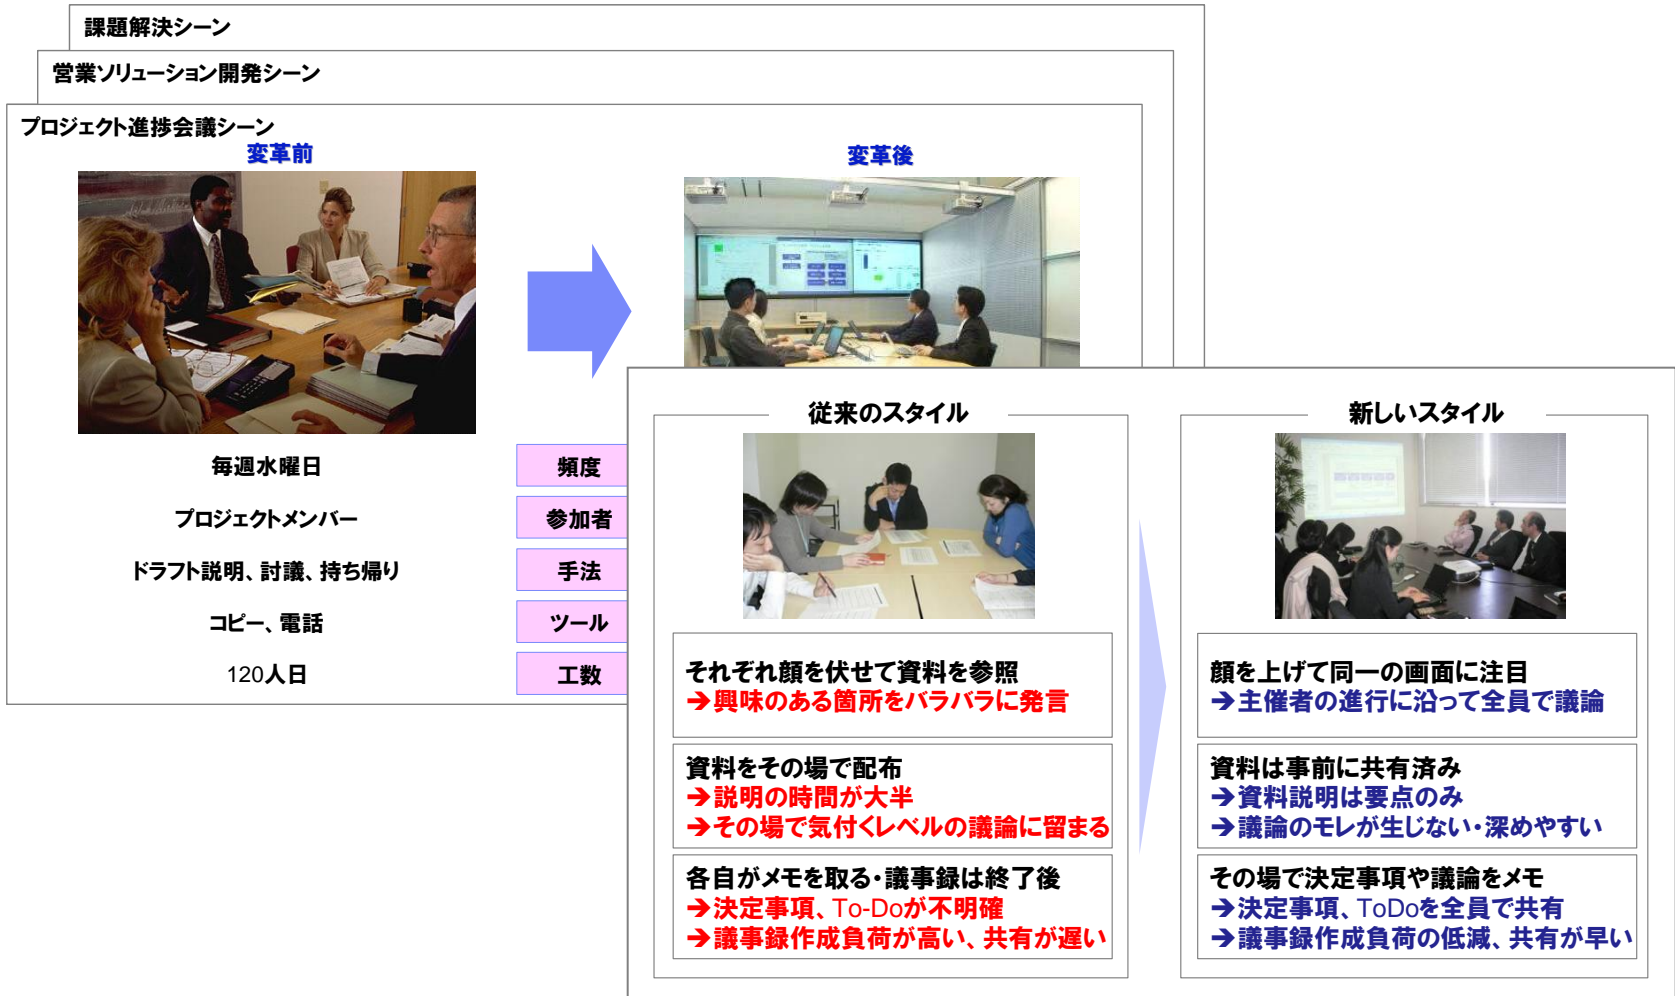 課題解決シーン
営業ソリューション開発シーン
プロジェクト進捗会議シーン
変革前
変革後
毎週水曜日
頻度
プロジェクトメンバー
参加者
ドラフト説明、討議、持ち帰り
手法
コピー、電話
ツール
120人日
工数
従来のスタイル
それぞれ顔を伏せて資料を参照
➔興味のある箇所をバラバラに発言
資料をその場で配布
➔説明の時間が大半
➔その場で気付くレベルの議論に留まる
各自がメモを取る・議事録は終了後
➔決定事項、To-Doが不明確
➔議事録作成負荷が高い、共有が遅い
新しいスタイル
顔を上げて同一の画面に注目
➔主催者の進行に沿って全員で議論
資料は事前に共有済み
➔資料説明は要点のみ
➔議論のモレが生じない・深めやすい
その場で決定事項や議論をメモ
➔決定事項、ToDoを全員で共有
➔議事録作成負荷の低減、共有が早い